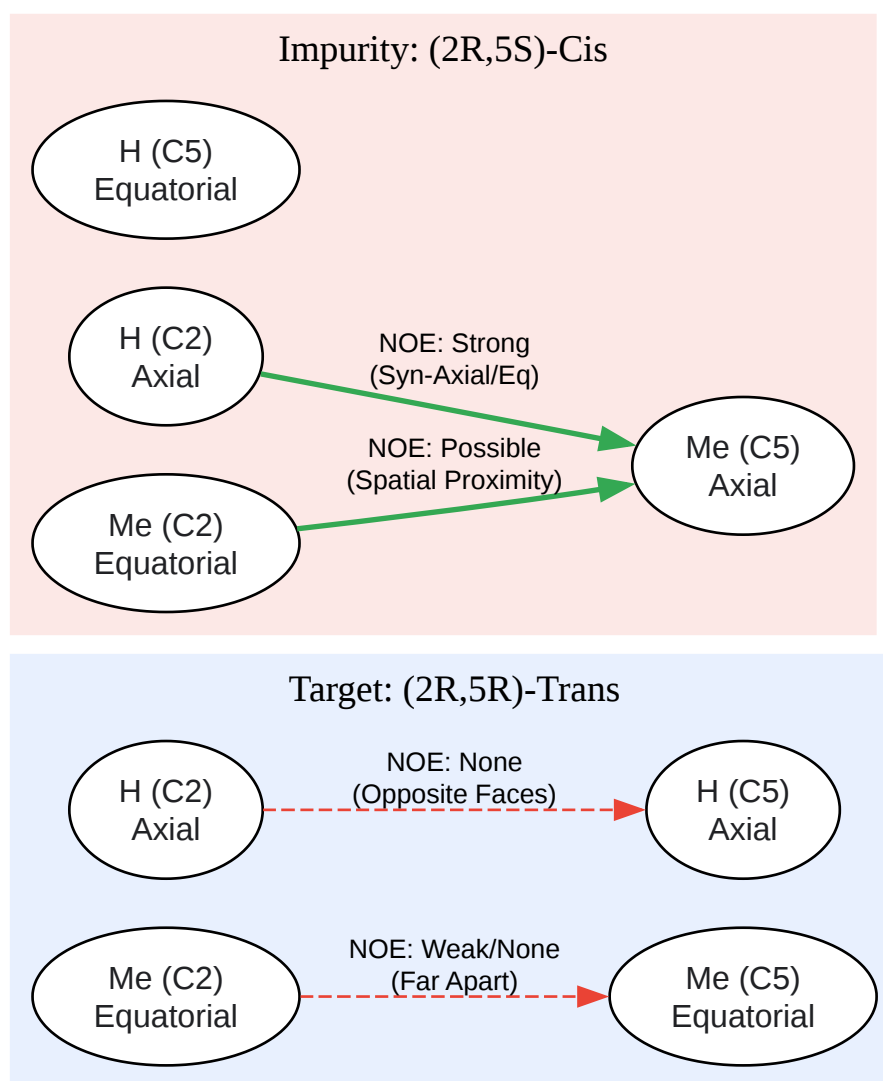 Impurity: (2R,5S)-Cis
H (C5)
Equatorial
H (C2)
Axial
NOE: Strong
(Syn-Axial/Eq)
Me (C5)
Axial
NOE: Possible
(Spatial Proximity)
Me (C2)
Equatorial
Target: (2R,5R)-Trans
H (C2)
Axial
NOE: None
(Opposite Faces)
H (C5)
Axial
Me (C2)
Equatorial
NOE: Weak/None
(Far Apart)
Me (C5)
Equatorial